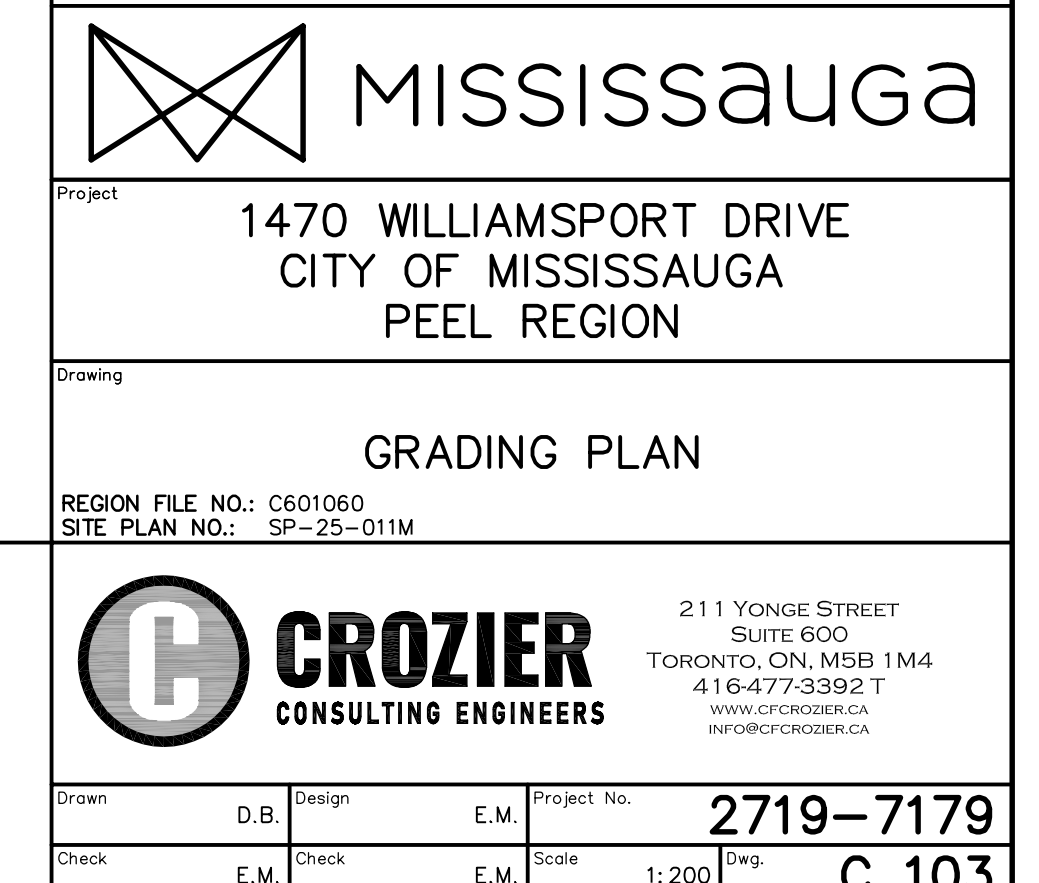 MISSISSAUGA
Project
1470 WILLIAMSPORT DRIVE
CITY OF MISSISSAUGA
PEEL REGION
Drawing
GRADING PLAN
REGION FILE NO.: C601060
SITE PLAN NO.: SP-25-011M
C CROZIER
CONSULTING ENGINEERS
211 YONGE STREET
SUITE 600
TORONTO, ON, M5B 1M4
416-477-3392 T
WWW.CFCROZIER.CA
INFO@CFCROZIER.CA
Drawn D.B. Design E.M. Project No. 2719-7179
Check E.M. Check E.M. Scale 1:200 Dwg. C 103